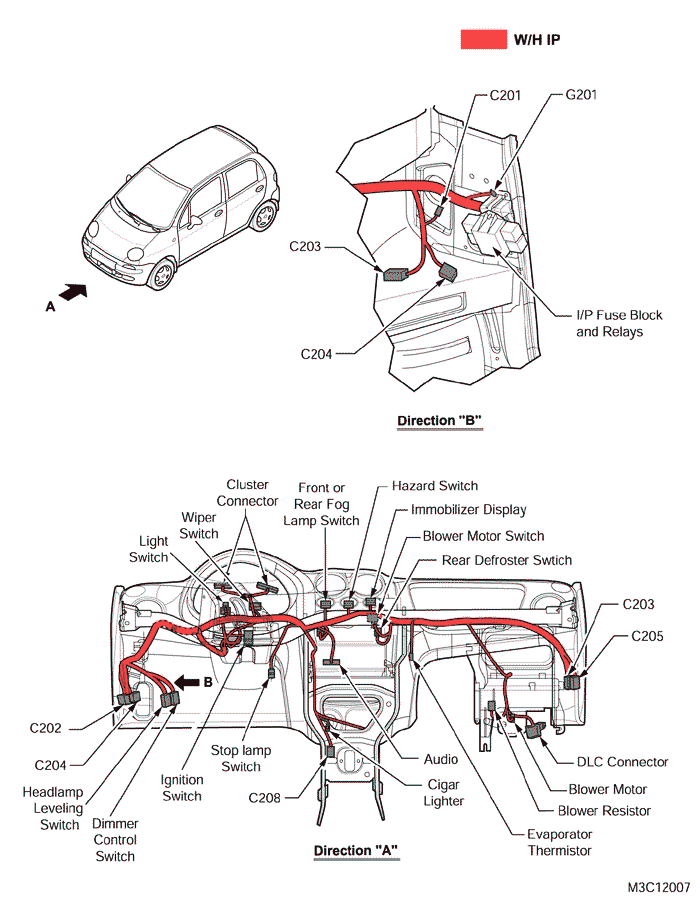 W/H IP
C201
G201
C203
A
I/P Fuse Block
and Relays
C204
Direction "B"
Cluster
Connector
Front or
Rear Fog
Lamp Switch
Hazard Switch
Immobilizer Display
Wiper
Switch
Blower Motor Switch
Light
Switch
Rear Defroster Swtich
C203
C205
B
C202
C204
Stop lamp
Switch
Audio
DLC Connector
Headlamp
Leveling
Switch
Ignition
Switch
C208
Cigar
Lighter
Blower Motor
Blower Resistor
Dimmer
Control
Switch
Evaporator
Thermistor
Direction "A"
M3C12007